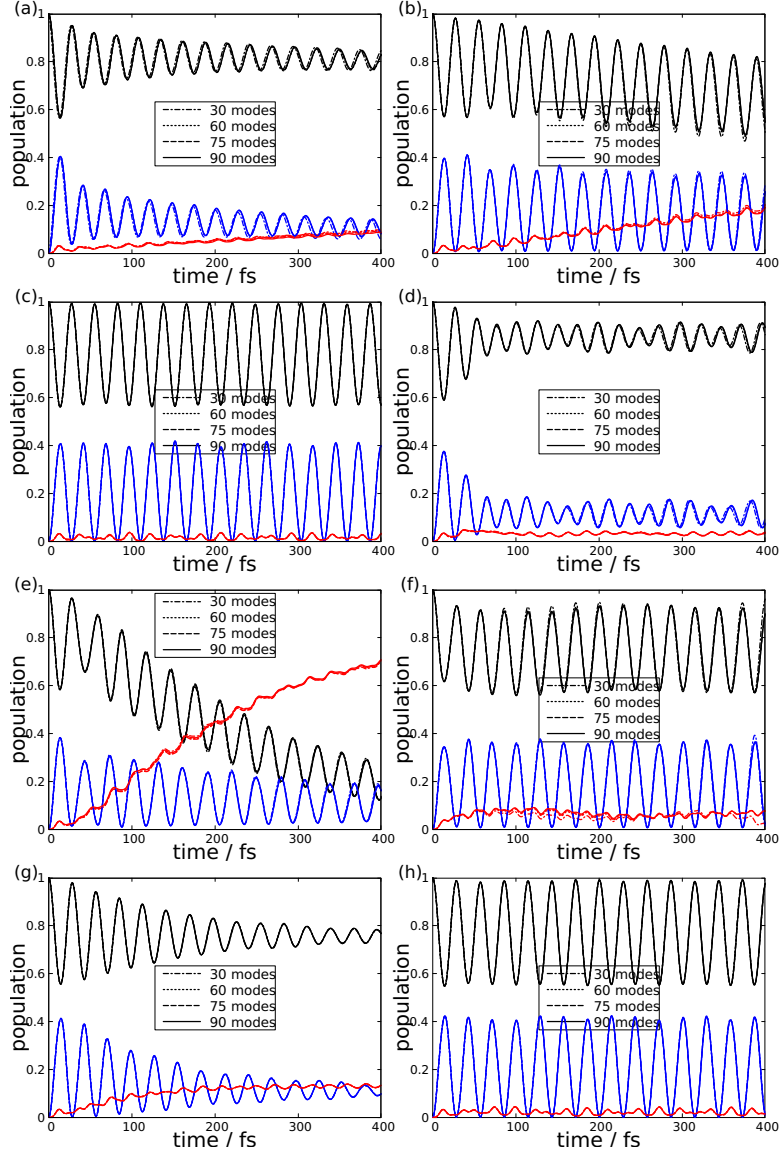 (a)
1
0.8
0.6
0.4
0.2
0
population
30 modes
60 modes
75 modes
90 modes
0 100 200 300 400
time / fs
(b)
1
0.8
0.6
0.4
0.2
0
population
30 modes
60 modes
75 modes
90 modes
0 100 200 300 400
time / fs
(c)
1
0.8
0.6
0.4
0.2
0
population
30 modes
60 modes
75 modes
90 modes
0 100 200 300 400
time / fs
(d)
1
0.8
0.6
0.4
0.2
0
population
30 modes
60 modes
75 modes
90 modes
0 100 200 300 400
time / fs
(e)
1
0.8
0.6
0.4
0.2
0
population
30 modes
60 modes
75 modes
90 modes
0 100 200 300 400
time / fs
(f)
1
0.8
0.6
0.4
0.2
0
population
30 modes
60 modes
75 modes
90 modes
0 100 200 300 400
time / fs
(g)
1
0.8
0.6
0.4
0.2
0
population
30 modes
60 modes
75 modes
90 modes
0 100 200 300 400
time / fs
(h)
1
0.8
0.6
0.4
0.2
0
population
30 modes
60 modes
75 modes
90 modes
0 100 200 300 400
time / fs